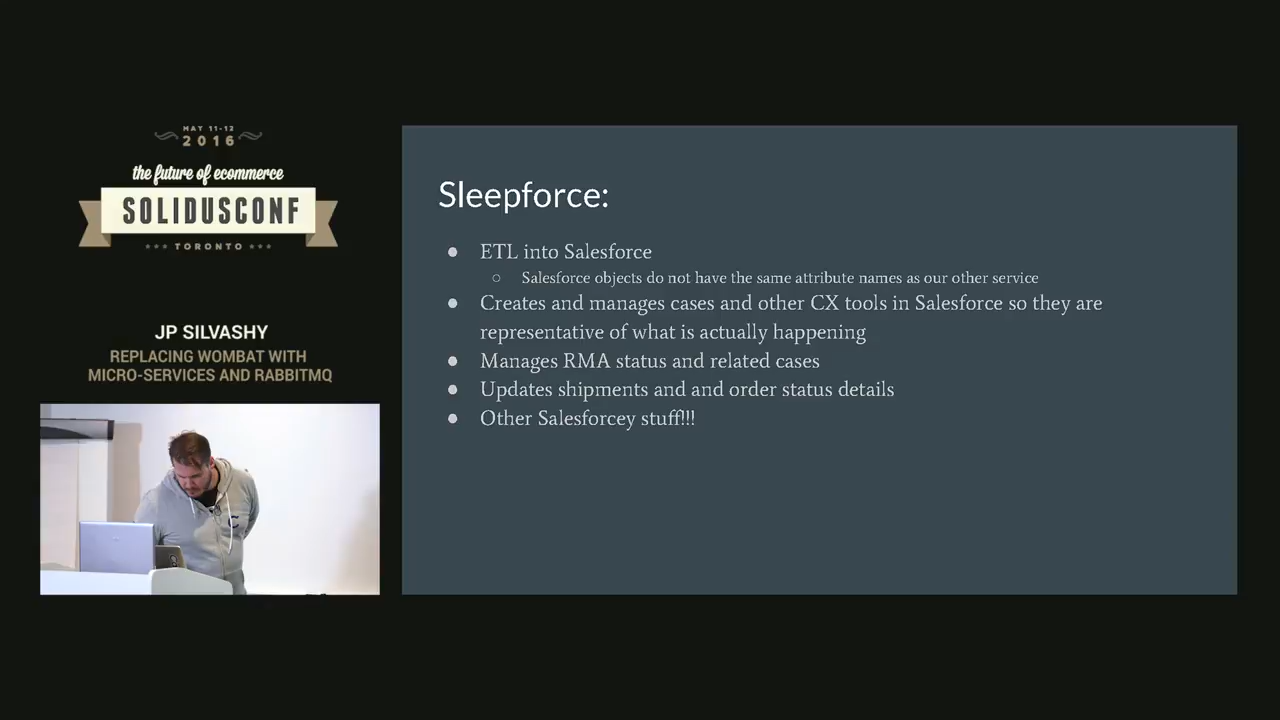 MAY 11-12
2016
the future of ecommerce
SOLIDUSCONF
TORONTO
JP SILVASHY
REPLACING WOMBAT WITH
MICRO-SERVICES AND RABBITMQ
Sleepforce:
ETL into Salesforce
Salesforce objects do not have the same attribute names as our other service
Creates and manages cases and other CX tools in Salesforce so they are
representative of what is actually happening
Manages RMA status and related cases
Updates shipments and and order status details
Other Salesforcey stuff!!!